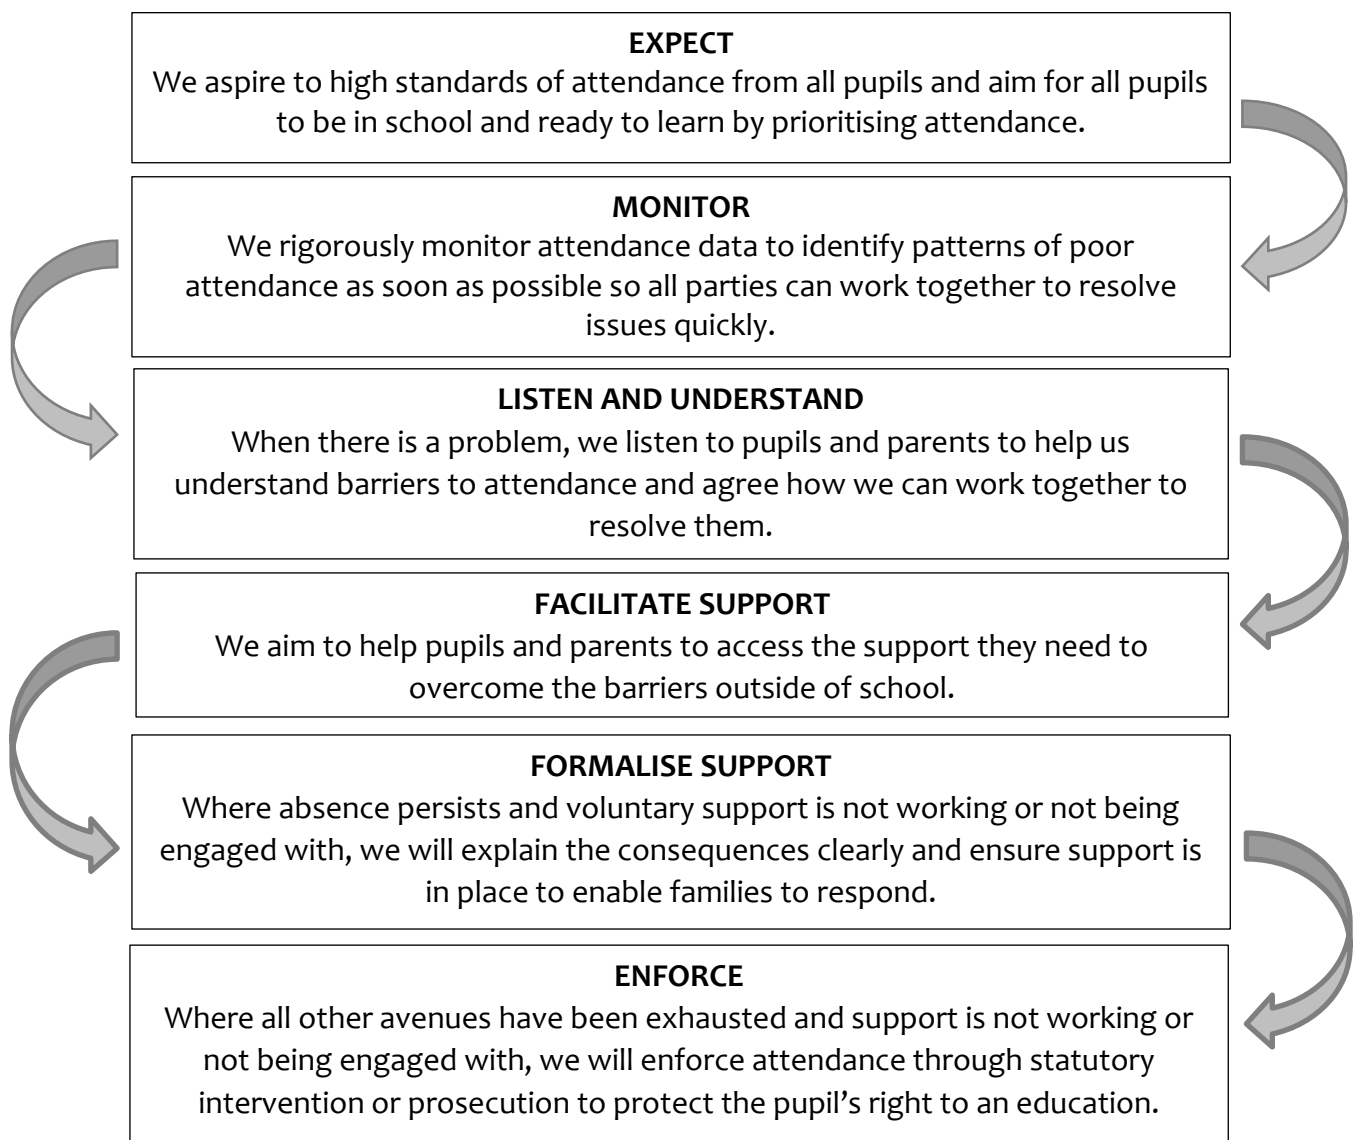 EXPECT
We aspire to high standards of attendance from all pupils and aim for all pupils
to be in school and ready to learn by prioritising attendance.
MONITOR
We rigorously monitor attendance data to identify patterns of poor
attendance as soon as possible so all parties can work together to resolve
issues quickly.
LISTEN AND UNDERSTAND
When there is a problem, we listen to pupils and parents to help us
understand barriers to attendance and agree how we can work together to
resolve them.
FACILITATE SUPPORT
We aim to help pupils and parents to access the support they need to
overcome the barriers outside of school.
FORMALISE SUPPORT
Where absence persists and voluntary support is not working or not being
engaged with, we will explain the consequences clearly and ensure support is
in place to enable families to respond.
ENFORCE
Where all other avenues have been exhausted and support is not working or
not being engaged with, we will enforce attendance through statutory
intervention or prosecution to protect the pupil’s right to an education.